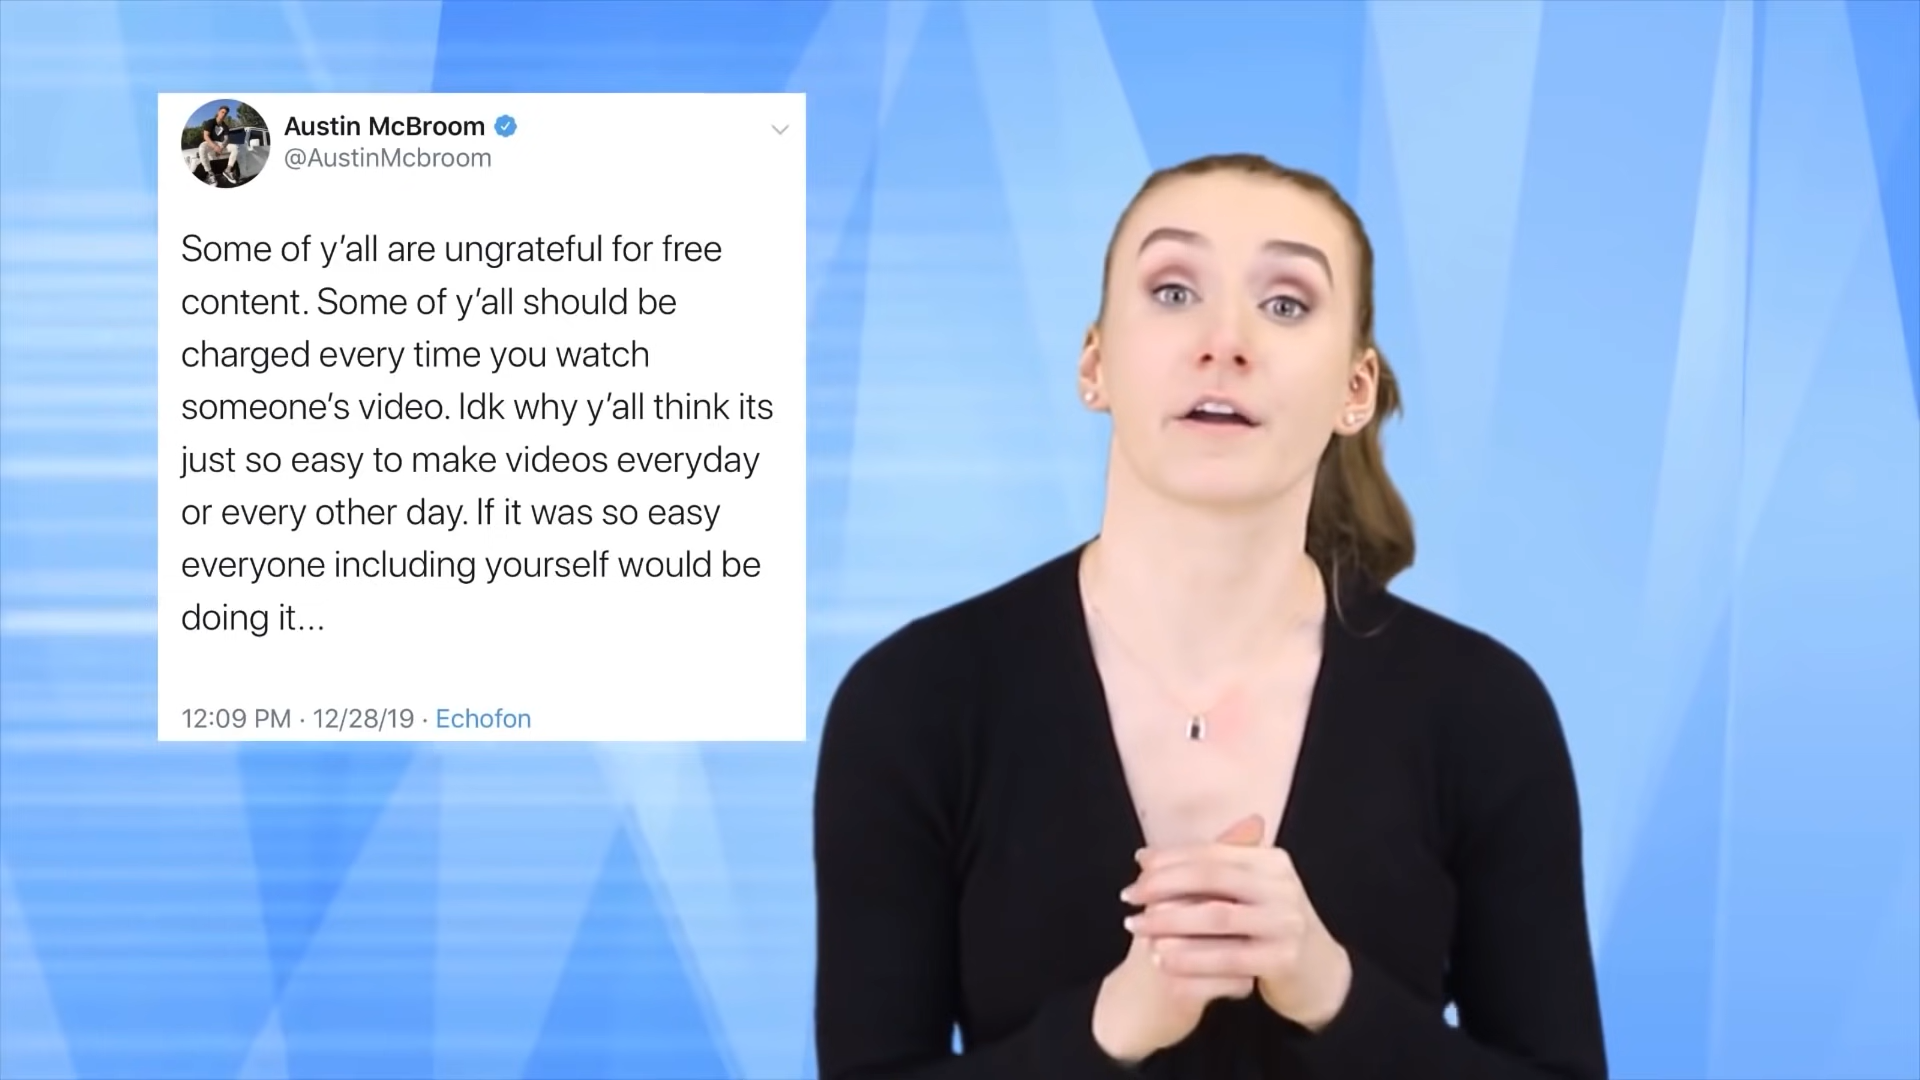 Austin McBroom
@AustinMcbroom
Some of y’all are ungrateful for free
content. Some of y’all should be
charged every time you watch
someone’s video. Idk why y’all think its
just so easy to make videos everyday
or every other day. If it was so easy
everyone including yourself would be
doing it...
12:09 PM · 12/28/19 · Echofon